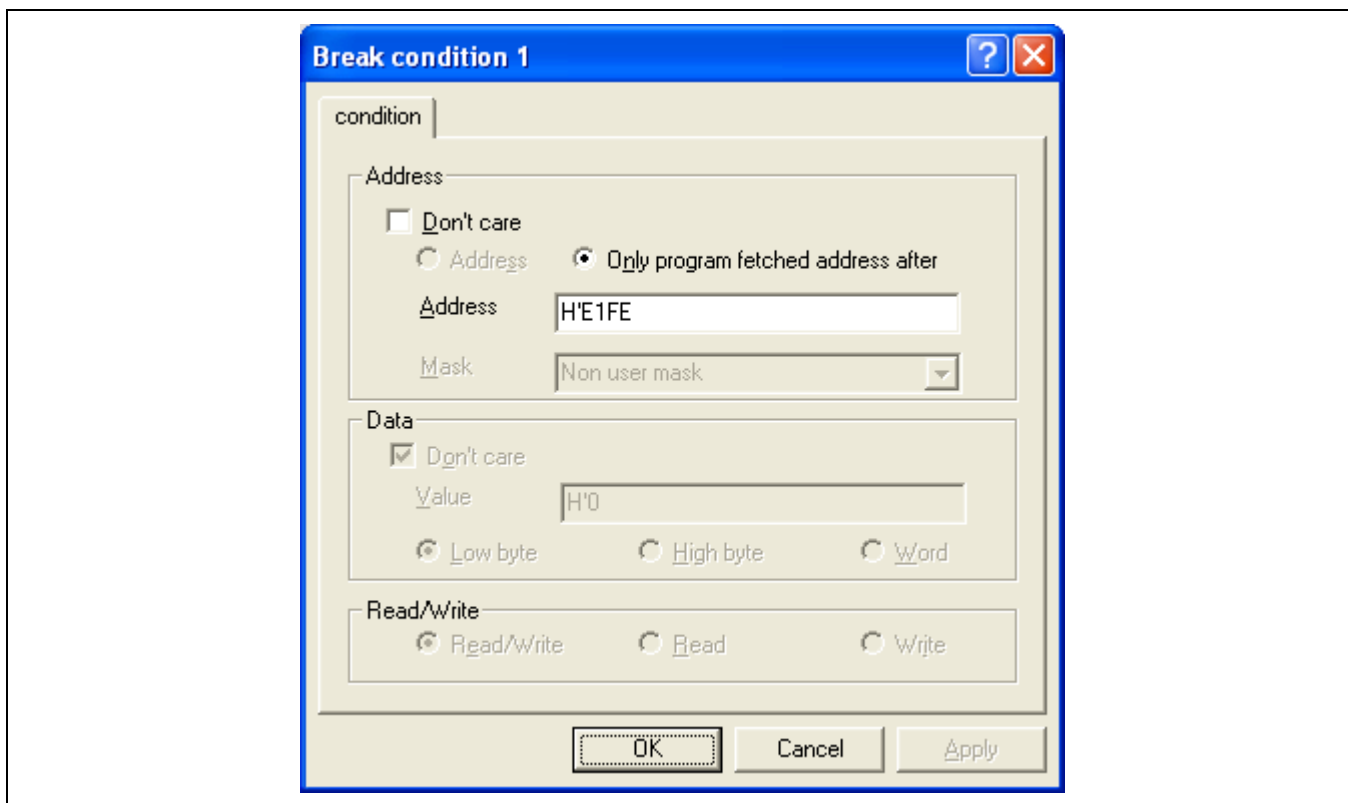 Break condition 1
condition
Address
Don't care
Address Only program fetched address after
Address H'E1FE
Mask Non user mask
Data
Don't care
Value H'0
Low byte High byte Word
Read/Write
Read/Write Read Write
OK Cancel Apply